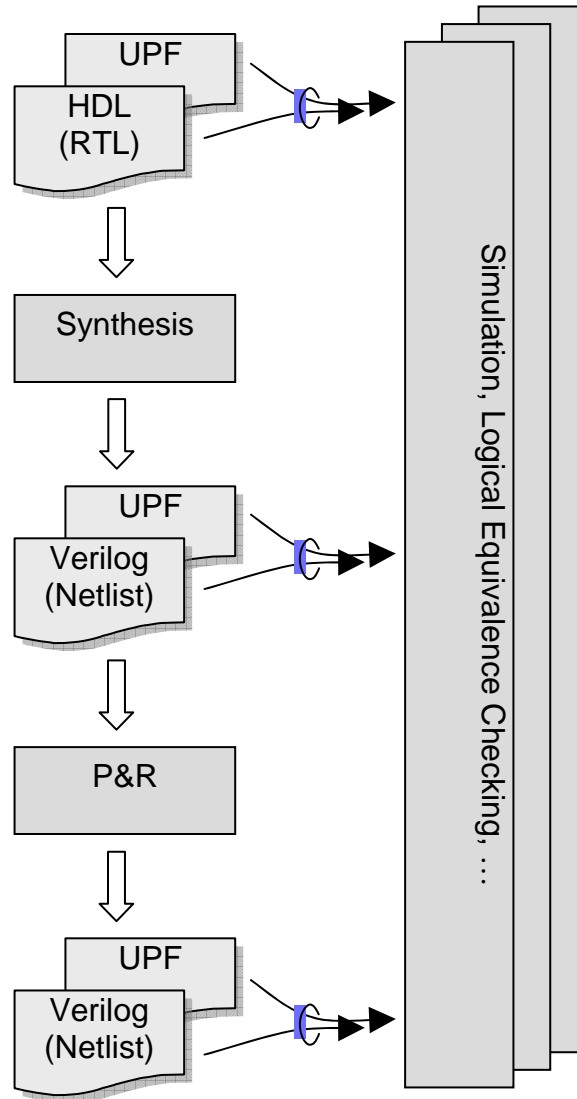 UPF
HDL
(RTL)
Synthesis
UPF
Verilog
(Netlist)
P&R
UPF
Verilog
(Netlist)
Simulation, Logical Equivalence Checking, …